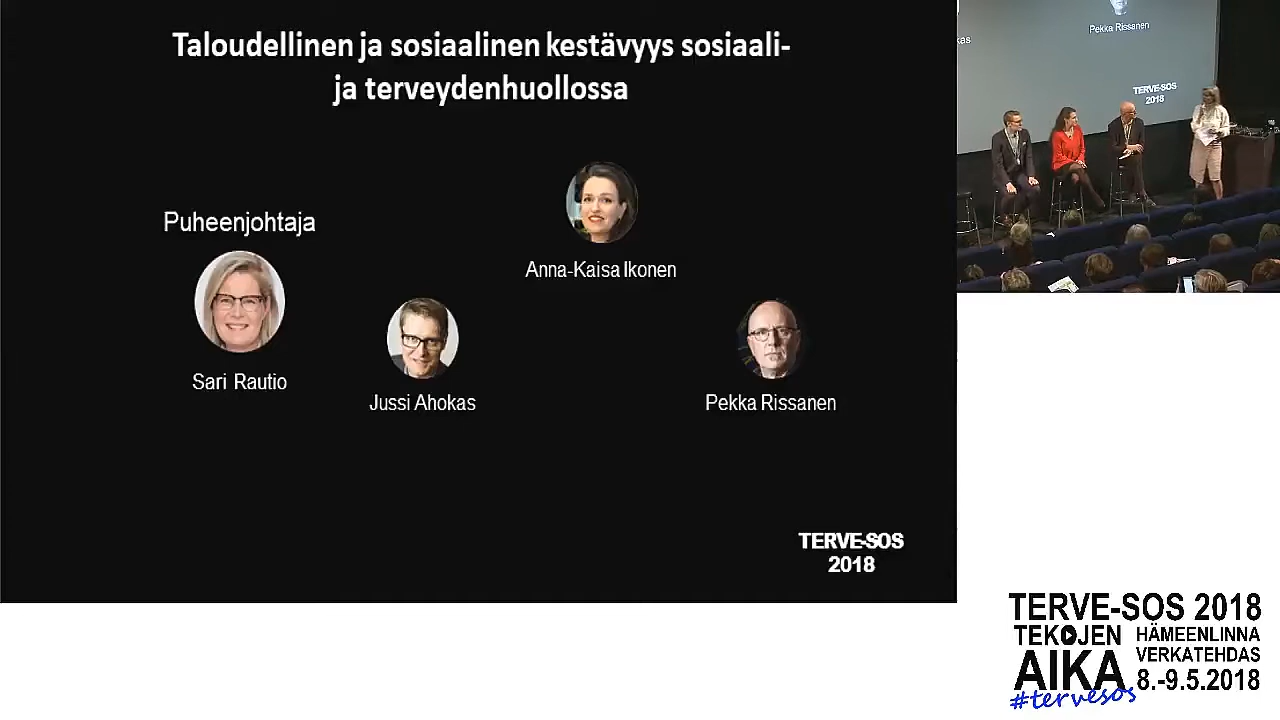 Taloudellinen ja sosiaalinen kestävyys sosiaali-
ja terveydenhuollossa
Puheenjohtaja
Sari Rautio
Jussi Ahokas
Anna-Kaisa Ikonen
Pekka Rissanen
TERVE-SOS
2018
Pekka Rissanen
kas
TERVE-SOS
2018
TERVE-SOS 2018
TEKOJEN
AIKA
HÄMEENLINNA
VERKATEHDAS
8.-9.5.2018
#tervesos